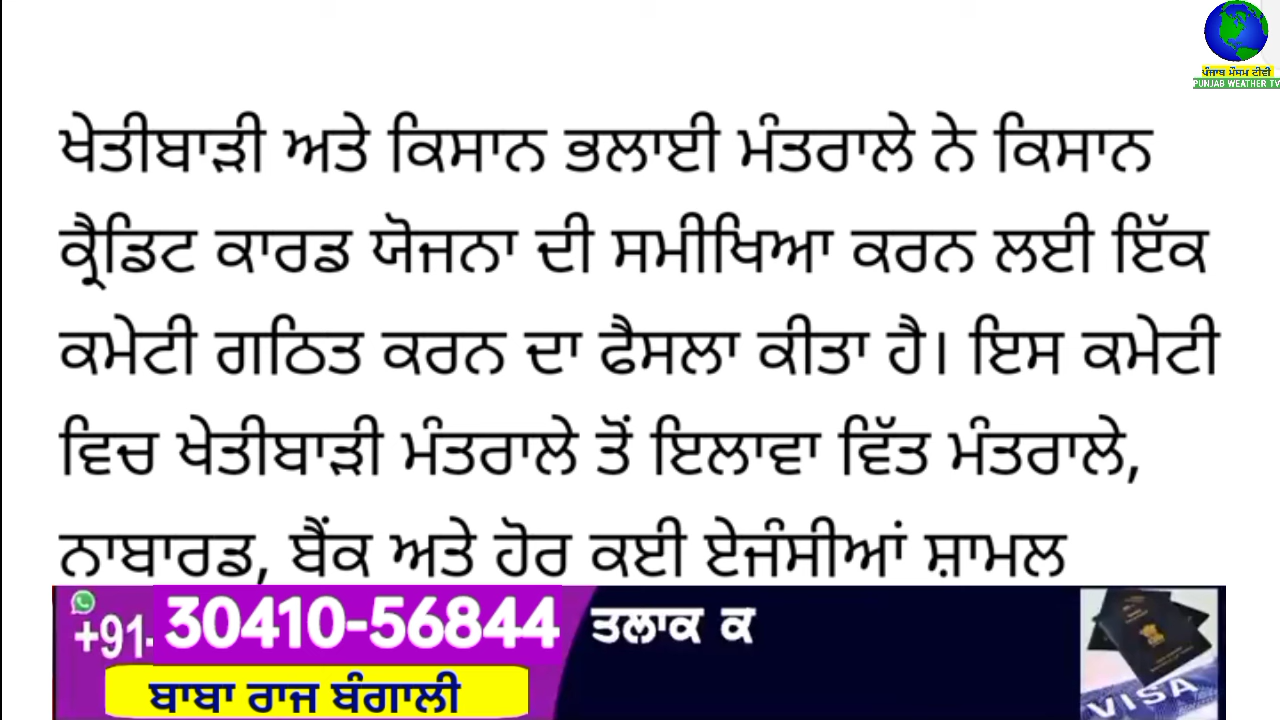 ਪੰਜਾਬ ਮੌਸਮ ਟੀਵੀ
PUNJAB WEATHER TV
ਖੇਤੀਬਾੜੀ ਅਤੇ ਕਿਸਾਨ ਭਲਾਈ ਮੰਤਰਾਲੇ ਨੇ ਕਿਸਾਨ
ਕ੍ਰੈਡਿਟ ਕਾਰਡ ਯੋਜਨਾ ਦੀ ਸਮੀਖਿਆ ਕਰਨ ਲਈ ਇੱਕ
ਕਮੇਟੀ ਗਠਿਤ ਕਰਨ ਦਾ ਫੈਸਲਾ ਕੀਤਾ ਹੈ। ਇਸ ਕਮੇਟੀ
ਵਿਚ ਖੇਤੀਬਾੜੀ ਮੰਤਰਾਲੇ ਤੋਂ ਇਲਾਵਾ ਵਿੱਤ ਮੰਤਰਾਲੇ,
ਨਾਬਾਰਡ, ਬੈਂਕ ਅਤੇ ਹੋਰ ਕਈ ਏਜੰਸੀਆਂ ਸ਼ਾਮਲ
+91- 30410-56844 ਤਲਾਕ ਕ
ਬਾਬਾ ਰਾਜ ਬੰਗਾਲੀ
VISA